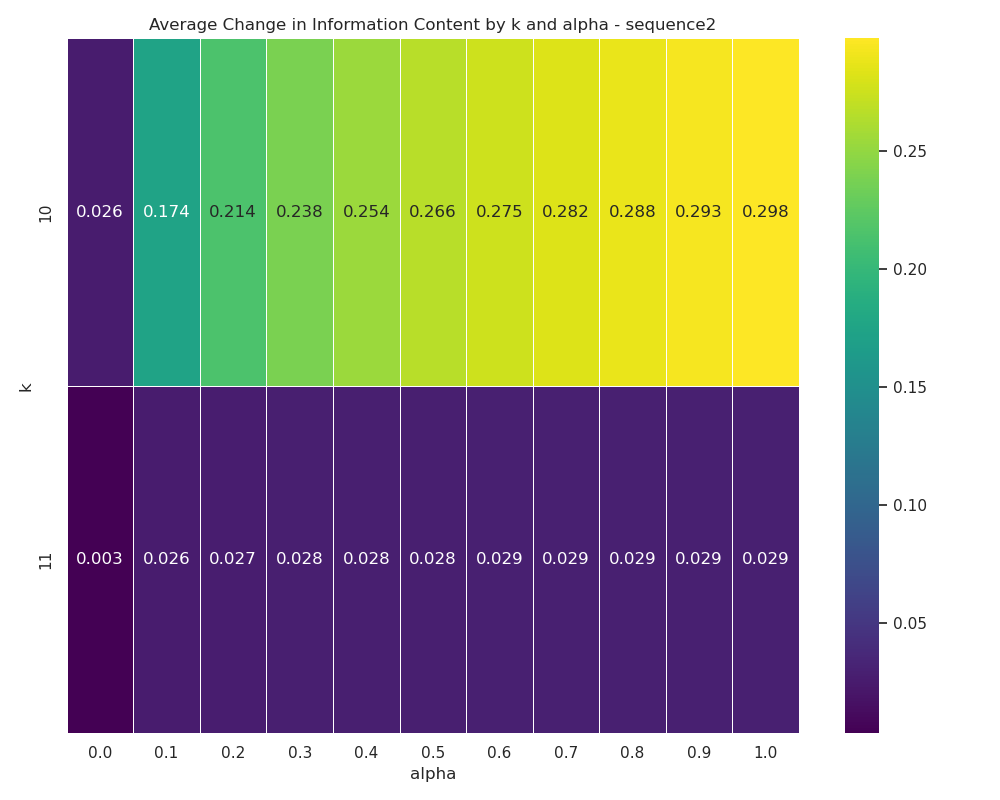 Average Change in Information Content by k and alpha - sequence2
10
0.026 0.174 0.214 0.238 0.254 0.266 0.275 0.282 0.288 0.293 0.298
k
11
0.003 0.026 0.027 0.028 0.028 0.028 0.029 0.029 0.029 0.029 0.029
0.0 0.1 0.2 0.3 0.4 0.5 0.6 0.7 0.8 0.9 1.0
alpha
0.25
0.20
0.15
0.10
0.05